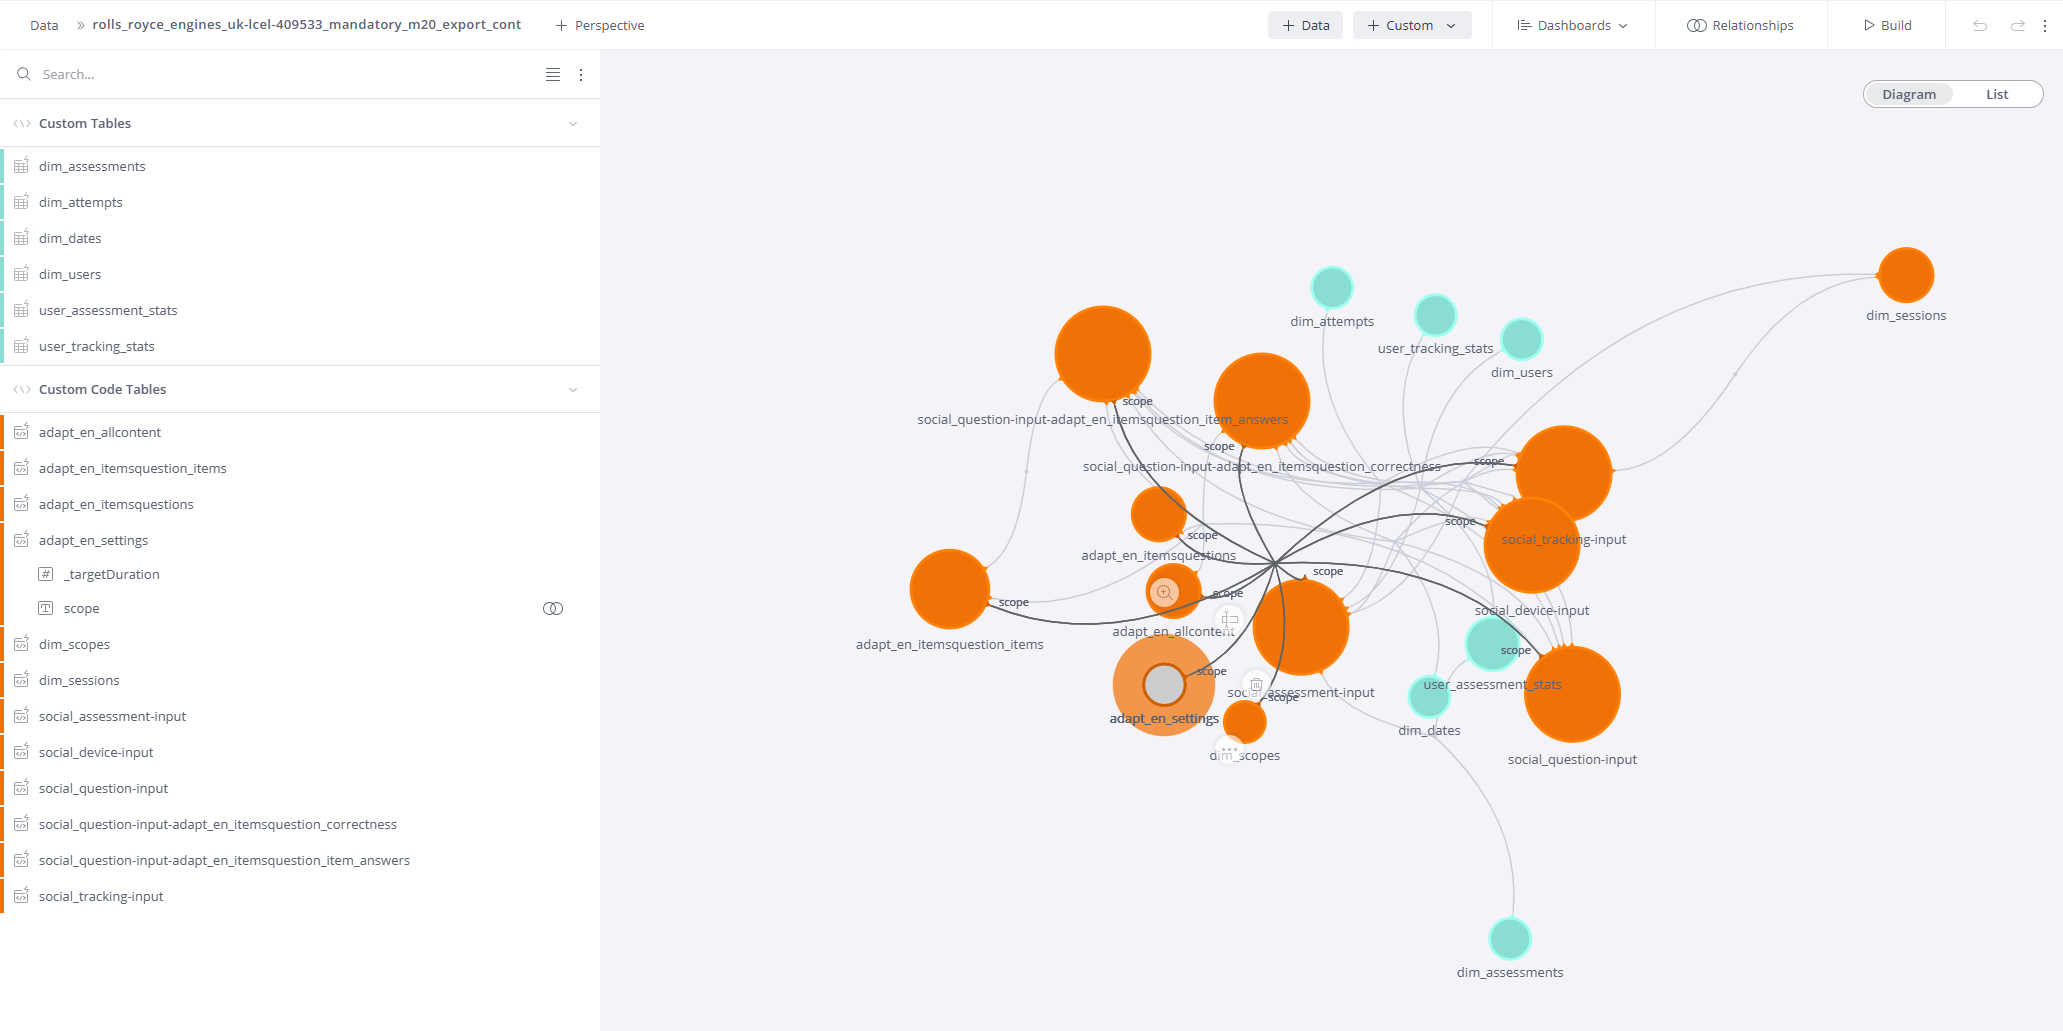 Data » rolls_royce_engines_uk-lcel-409533_mandatory_m20_export_cont + Perspective + Data + Custom Dashboards Relationships Build
Search...
Diagram List
Custom Tables
dim_assessments
dim_attempts
dim_dates
dim_users
user_assessment_stats
user_tracking_stats
Custom Code Tables
adapt_en_allcontent
adapt_en_itemsquestion_items
adapt_en_itemsquestions
adapt_en_settings
# _targetDuration
T scope
dim_scopes
dim_sessions
social_assessment-input
social_device-input
social_question-input
social_question-input-adapt_en_itemsquestion_correctness
social_question-input-adapt_en_itemsquestion_item_answers
social_tracking-input
dim_sessions
dim_attempts
user_tracking_stats
dim_users
scope
social_question-input-adapt_en_itemsquestion_item_answers
scope
social_question-input-adapt_en_itemsquestion_correctness
scope
scope
scope
social_tracking-input
adapt_en_itemsquestions
scope
scope
scope
adapt_en_itemsquestion_items
adapt_en_allcontent
social_device-input
scope
scope
user_assessment_stats
social_assessment-input
scope
adapt_en_settings
dim_dates
dim_scopes
social_question-input
dim_assessments